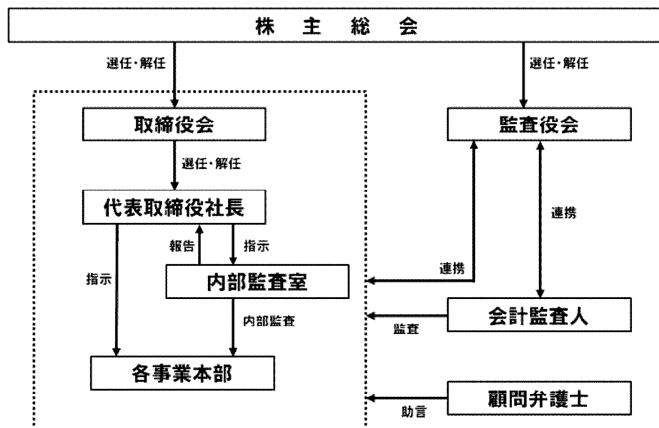 株主総会
選任・解任
選任・解任
取締役会
監査役会
選任・解任
代表取締役社長
連携
報告
指示
指示
内部監査室
連携
内部監査
会計監査人
監査
各事業本部
顧問弁護士
助言